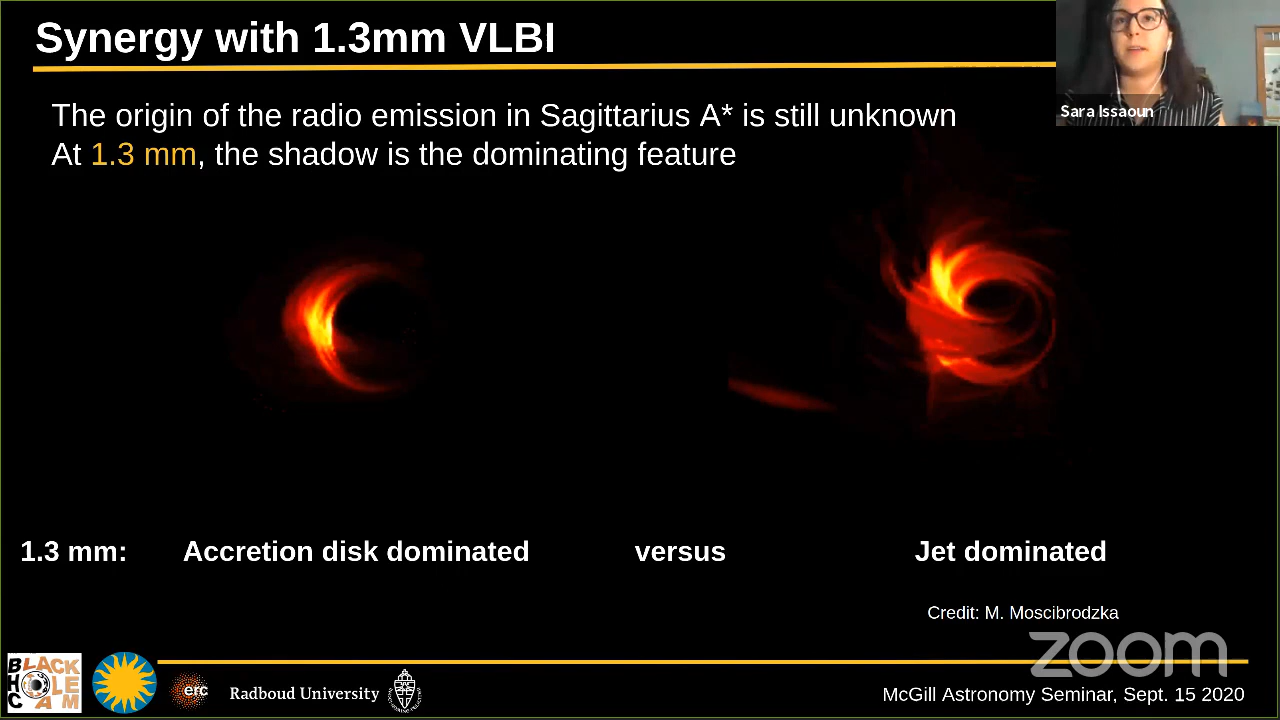 Synergy with 1.3mm VLBI
Sara Issaoun
The origin of the radio emission in Sagittarius A* is still unknown
At 1.3 mm, the shadow is the dominating feature
1.3 mm: Accretion disk dominated versus Jet dominated
Credit: M. Moscibrodzka
zoom
BLACK
HOLE
CAM
erc
Radboud University
McGill Astronomy Seminar, Sept. 15 2020